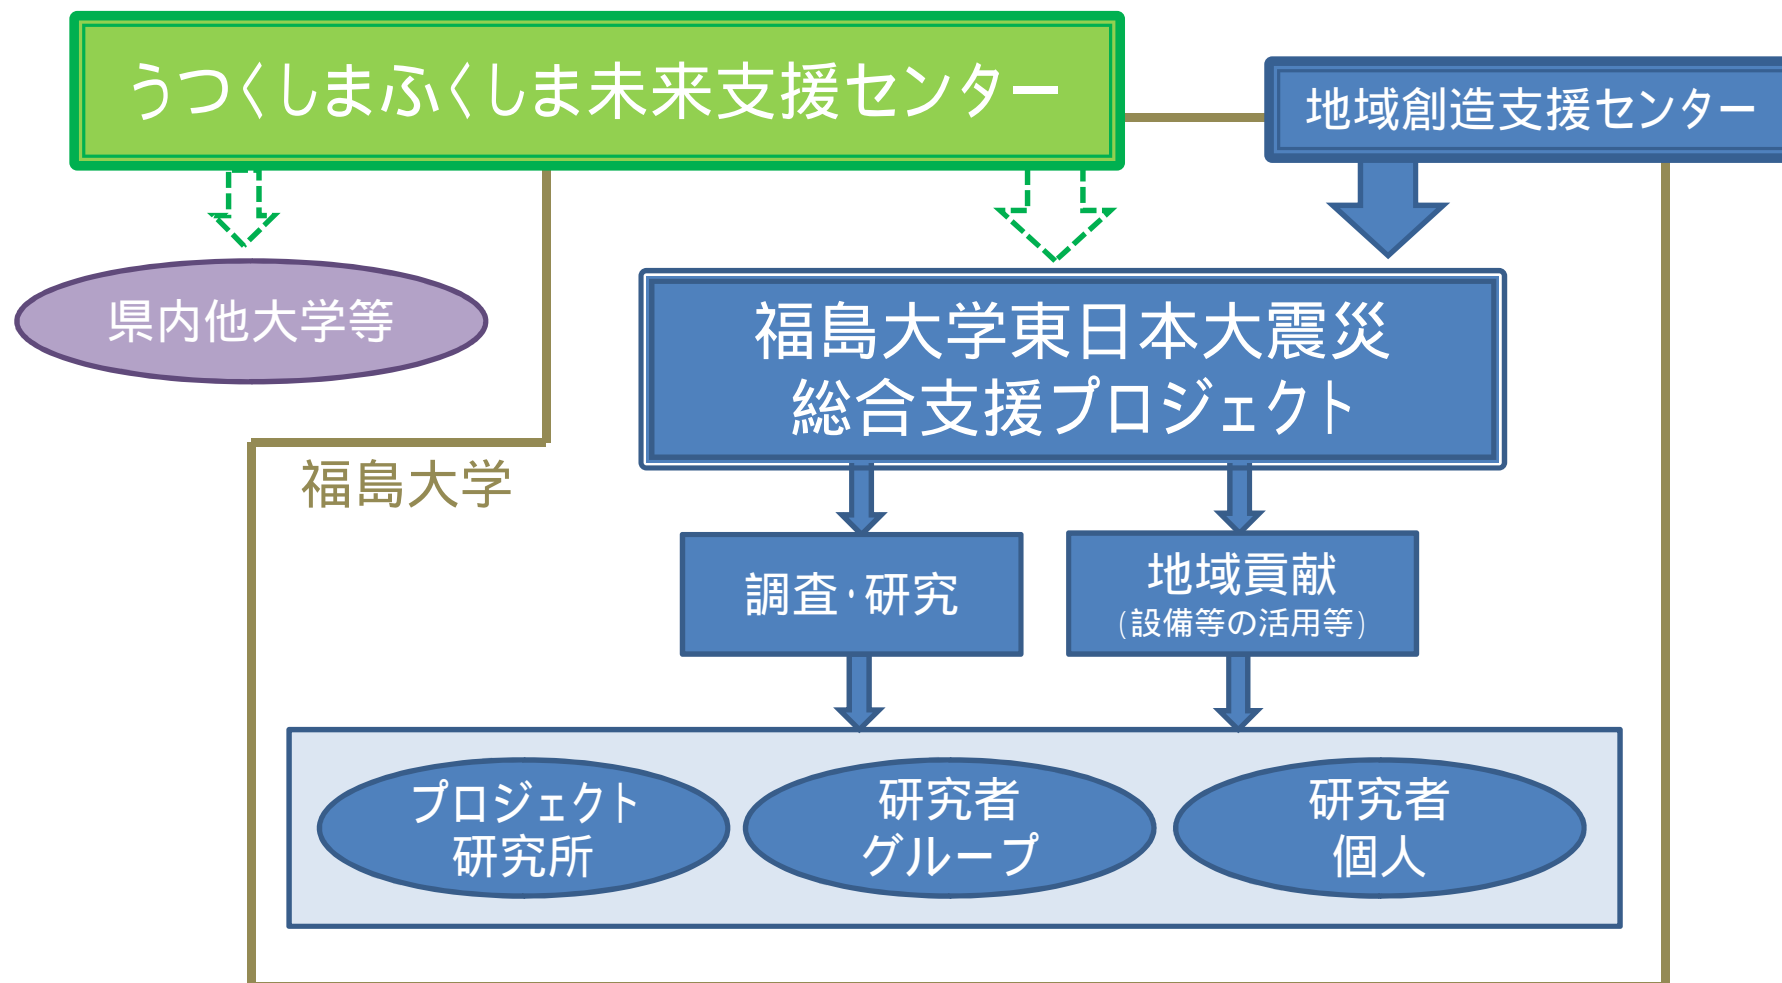 うつくしまふくしま未来支援センター
地域創造支援センター
県内他大学等
福島大学東日本大震災
総合支援プロジェクト
福島大学
調査・研究
地域貢献
(設備等の活用等)
プロジェクト
研究所
研究者
グループ
研究者
個人